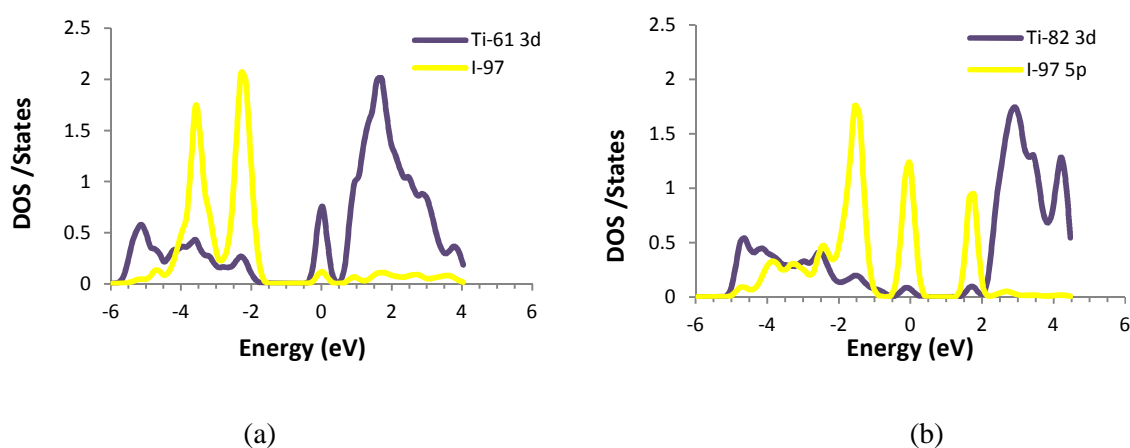 2.5
2
1.5
1
0.5
0
-6 -4 -2 0 2 4 6
DOS /States
Energy (eV)
Ti-61 3d
I-97
(a)
2.5
2
1.5
1
0.5
0
-6 -4 -2 0 2 4 6
DOS /States
Energy (eV)
Ti-82 3d
I-97 5p
(b)